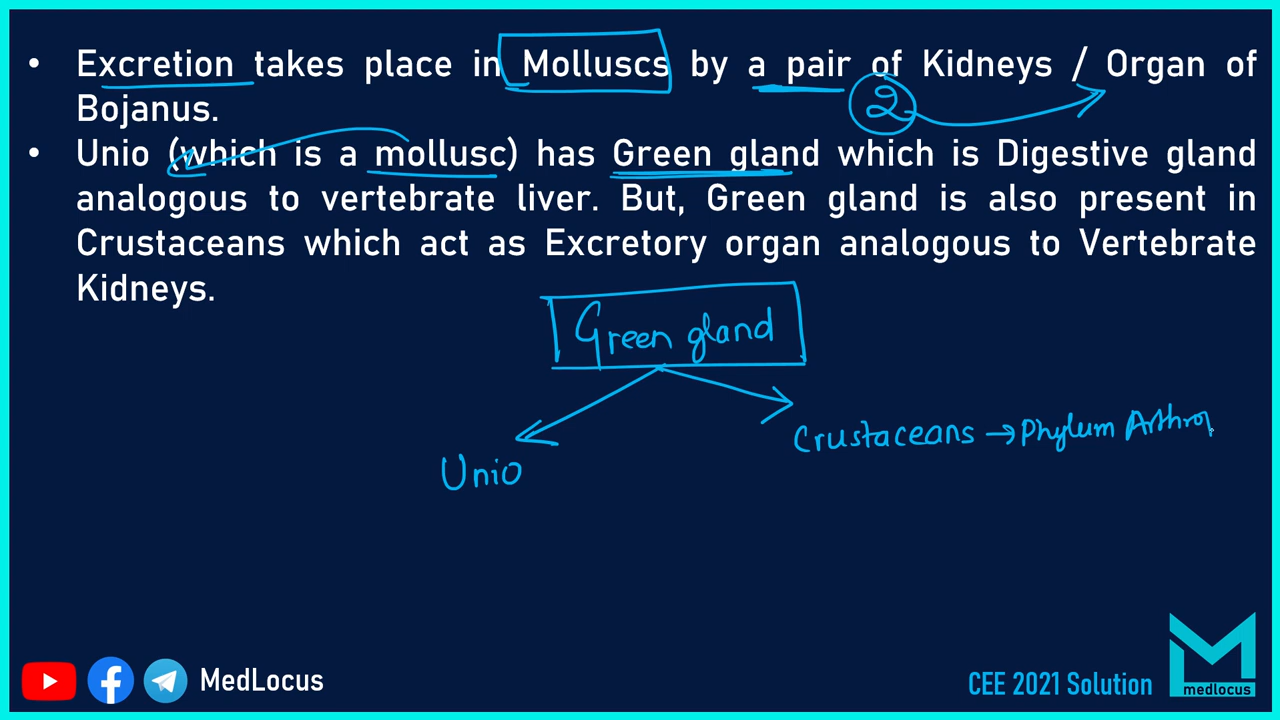 • Excretion takes place in Molluscs by a pair of Kidneys / Organ of
Bojanus.
2
• Unio (which is a mollusc) has Green gland which is Digestive gland
analogous to vertebrate liver. But, Green gland is also present in
Crustaceans which act as Excretory organ analogous to Vertebrate
Kidneys.
Green gland
Crustaceans → Phylum Arthrop
Unio
MedLocus
CEE 2021 Solution
medlocus